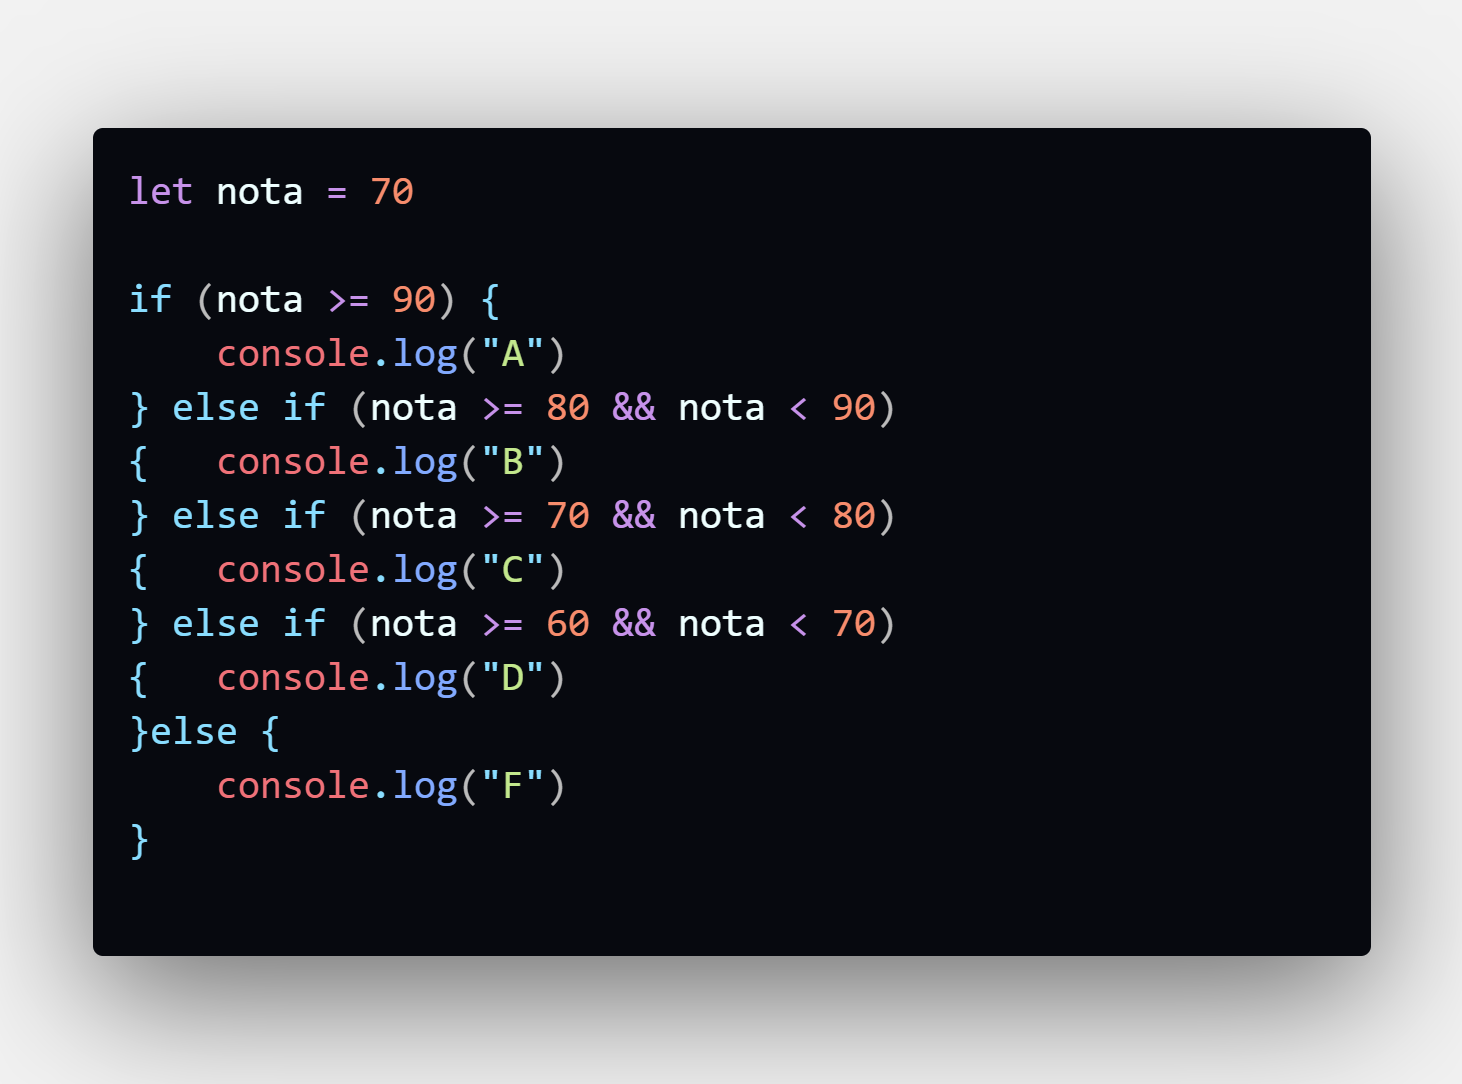 let nota = 70

if (nota >= 90) {
    console.log("A")
} else if (nota >= 80 && nota < 90)
{   console.log("B")
} else if (nota >= 70 && nota < 80)
{   console.log("C")
} else if (nota >= 60 && nota < 70)
{   console.log("D")
}else {
    console.log("F")
}